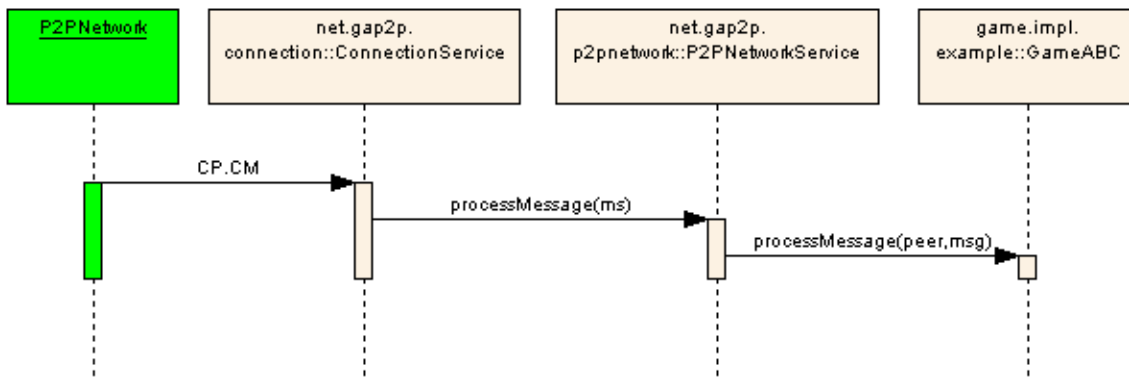 P2PNetwork
net.gap2p.
connection::ConnectionService
net.gap2p.
p2pnetwork::P2PNetworkService
game.impl.
example::GameABC
CP.CM
processMessage(ms)
processMessage(peer,msg)